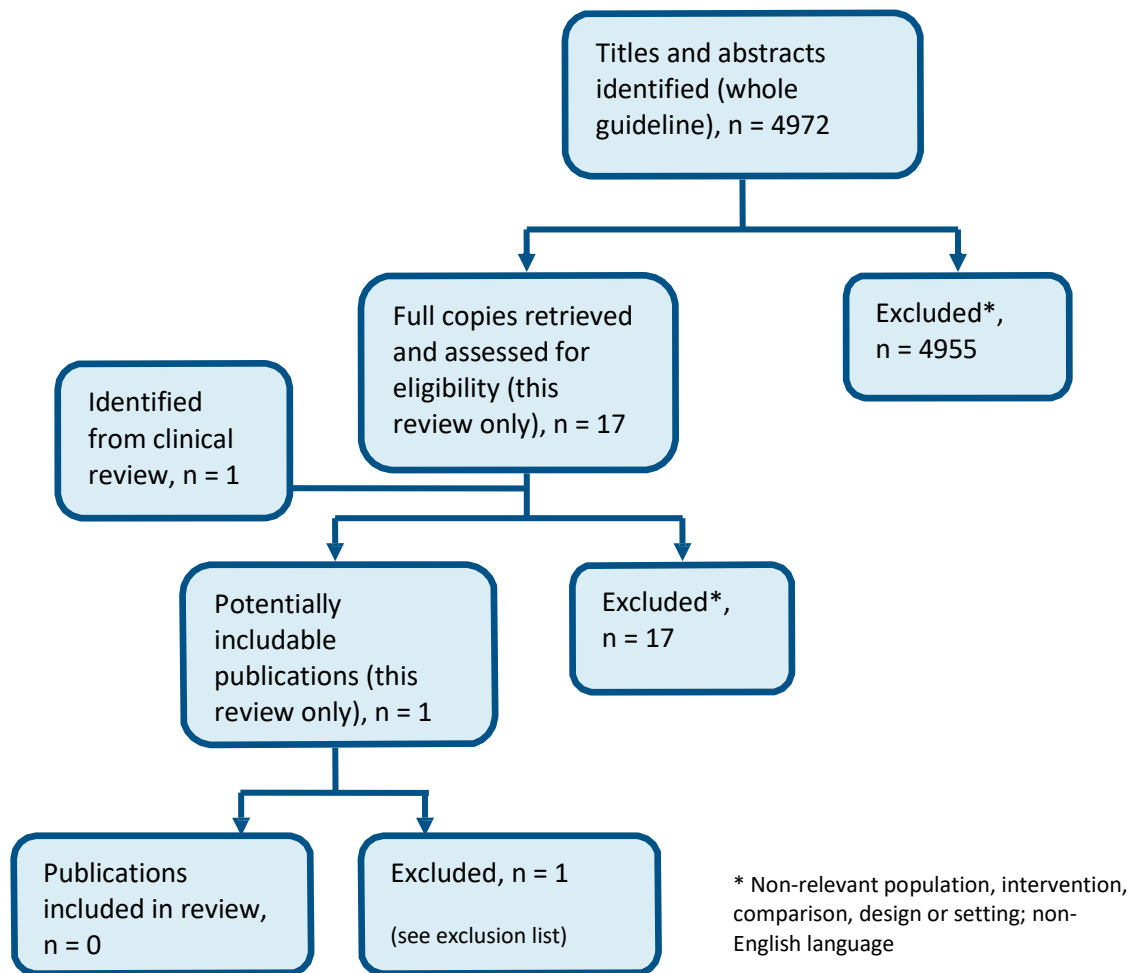 Titles and abstracts
identified (whole
guideline), n = 4972
Full copies retrieved
and assessed for
eligibility (this
review only), n = 17
Excluded*,
n = 4955
Identified
from clinical
review, n = 1
Potentially
includable
publications (this
review only), n = 1
Excluded*,
n = 17
Publications
included in review,
n = 0
Excluded, n = 1
(see exclusion list)
* Non-relevant population, intervention,
comparison, design or setting; non-
English language